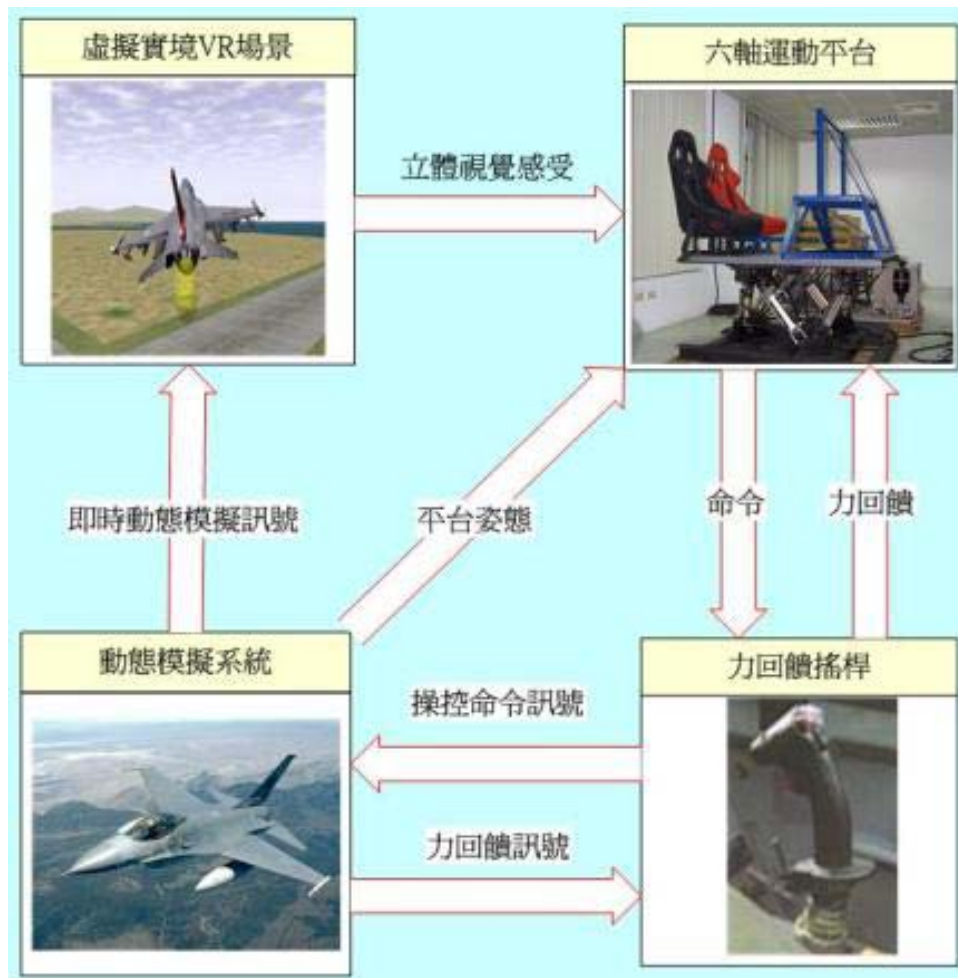 虛擬實境VR場景
六軸運動平台
立體視覺感受
即時動態模擬訊號
平台姿態
命令
力回饋
動態模擬系統
力回饋搖桿
操控命令訊號
力回饋訊號